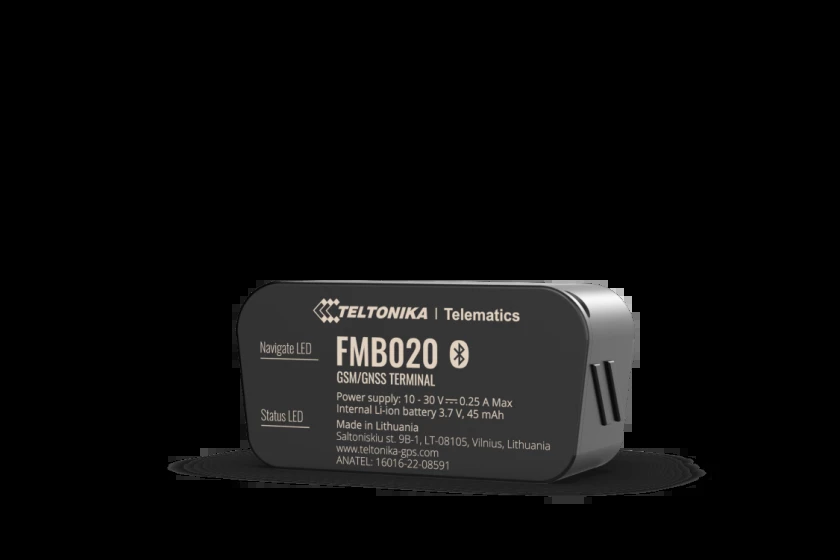 TELTONIKA | Telematics
Navigate LED
FMB020
GSM/GNSS TERMINAL
Power supply: 10 - 30 V⎓0.25 A Max
Internal Li-ion battery 3.7 V, 45 mAh
Status LED
Made in Lithuania
Saltoniskiu st. 9B-1, LT-08105, Vilnius, Lithuania
www.teltonika-gps.com
ANATEL: 16016-22-08591